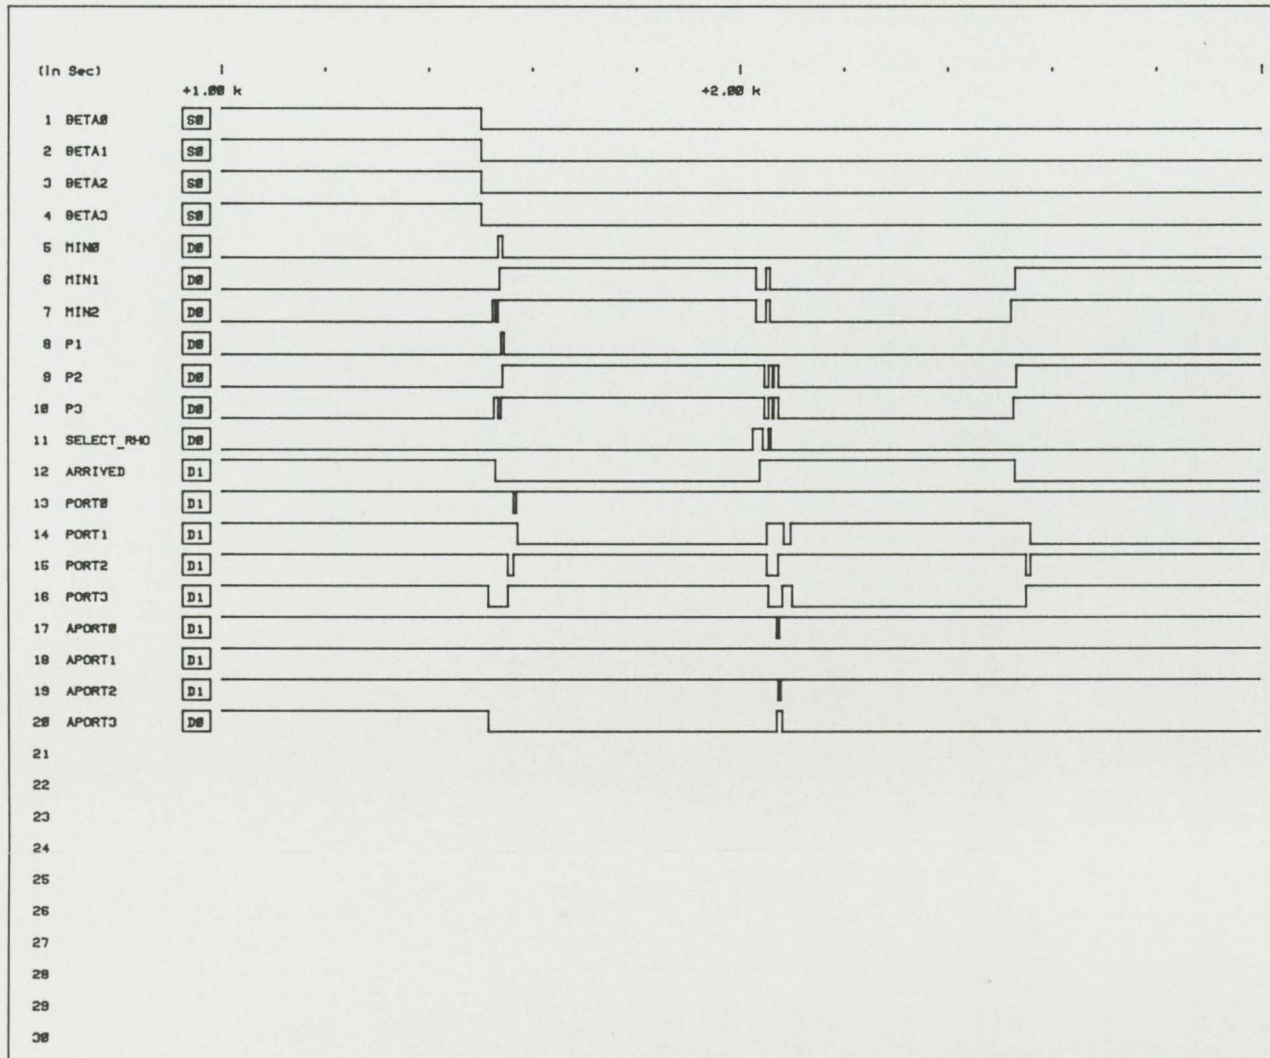 (in Sec)
+1.00 k +2.00 k
1 BETA0 S0
2 BETA1 S0
3 BETA2 S0
4 BETA3 S0
5 MIN0 D0
6 MIN1 D0
7 MIN2 D0
8 P1 D0
9 P2 D0
10 P3 D0
11 SELECT_RHO D0
12 ARRIVED D1
13 PORT0 D1
14 PORT1 D1
15 PORT2 D1
16 PORT3 D1
17 APORT0 D1
18 APORT1 D1
19 APORT2 D1
20 APORT3 D0
21
22
23
24
25
26
27
28
29
30